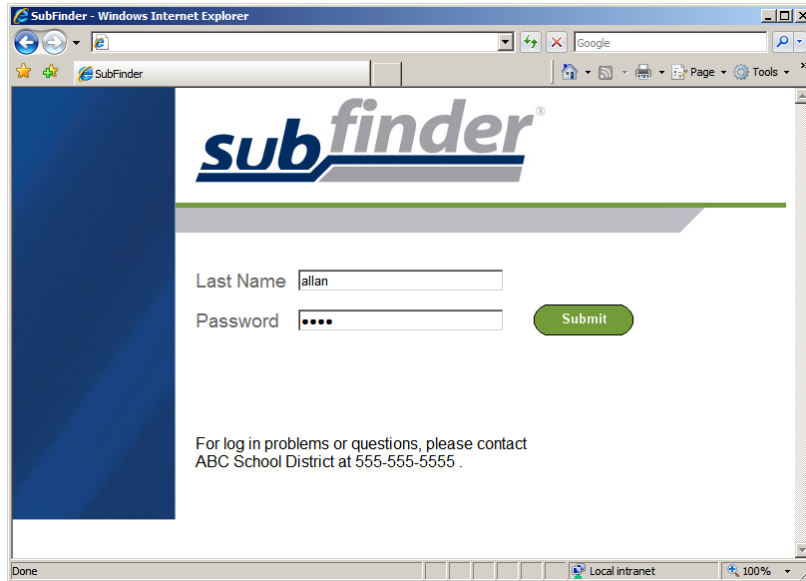 SubFinder - Windows Internet Explorer
Google
SubFinder
Page Tools »
subfinder®
Last Name allan
Password ••••
Submit
For log in problems or questions, please contact
ABC School District at 555-555-5555 .
Done Local intranet 100%